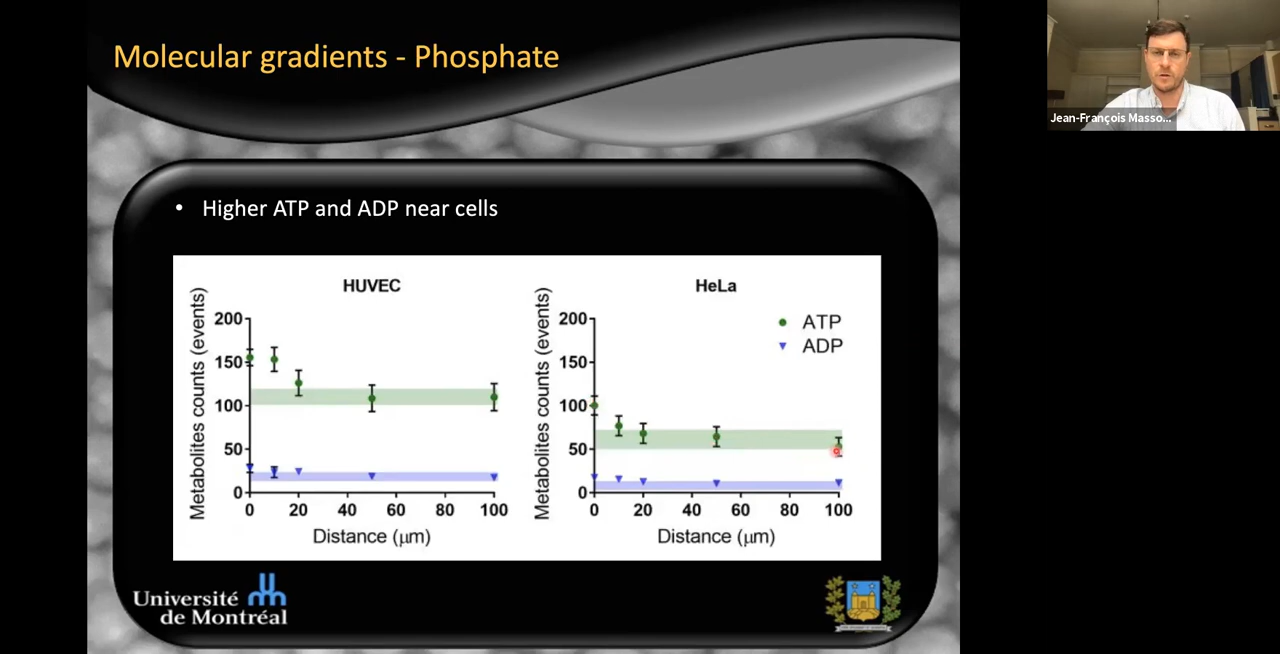 Molecular gradients - Phosphate
Jean-François Masso...
• Higher ATP and ADP near cells
HUVEC
Metabolites counts (events)
200
150
100
50
0
0 20 40 60 80 100
Distance (μm)
HeLa
ATP
ADP
Metabolites counts (events)
200
150
100
50
0
0 20 40 60 80 100
Distance (μm)
Université
de Montréal